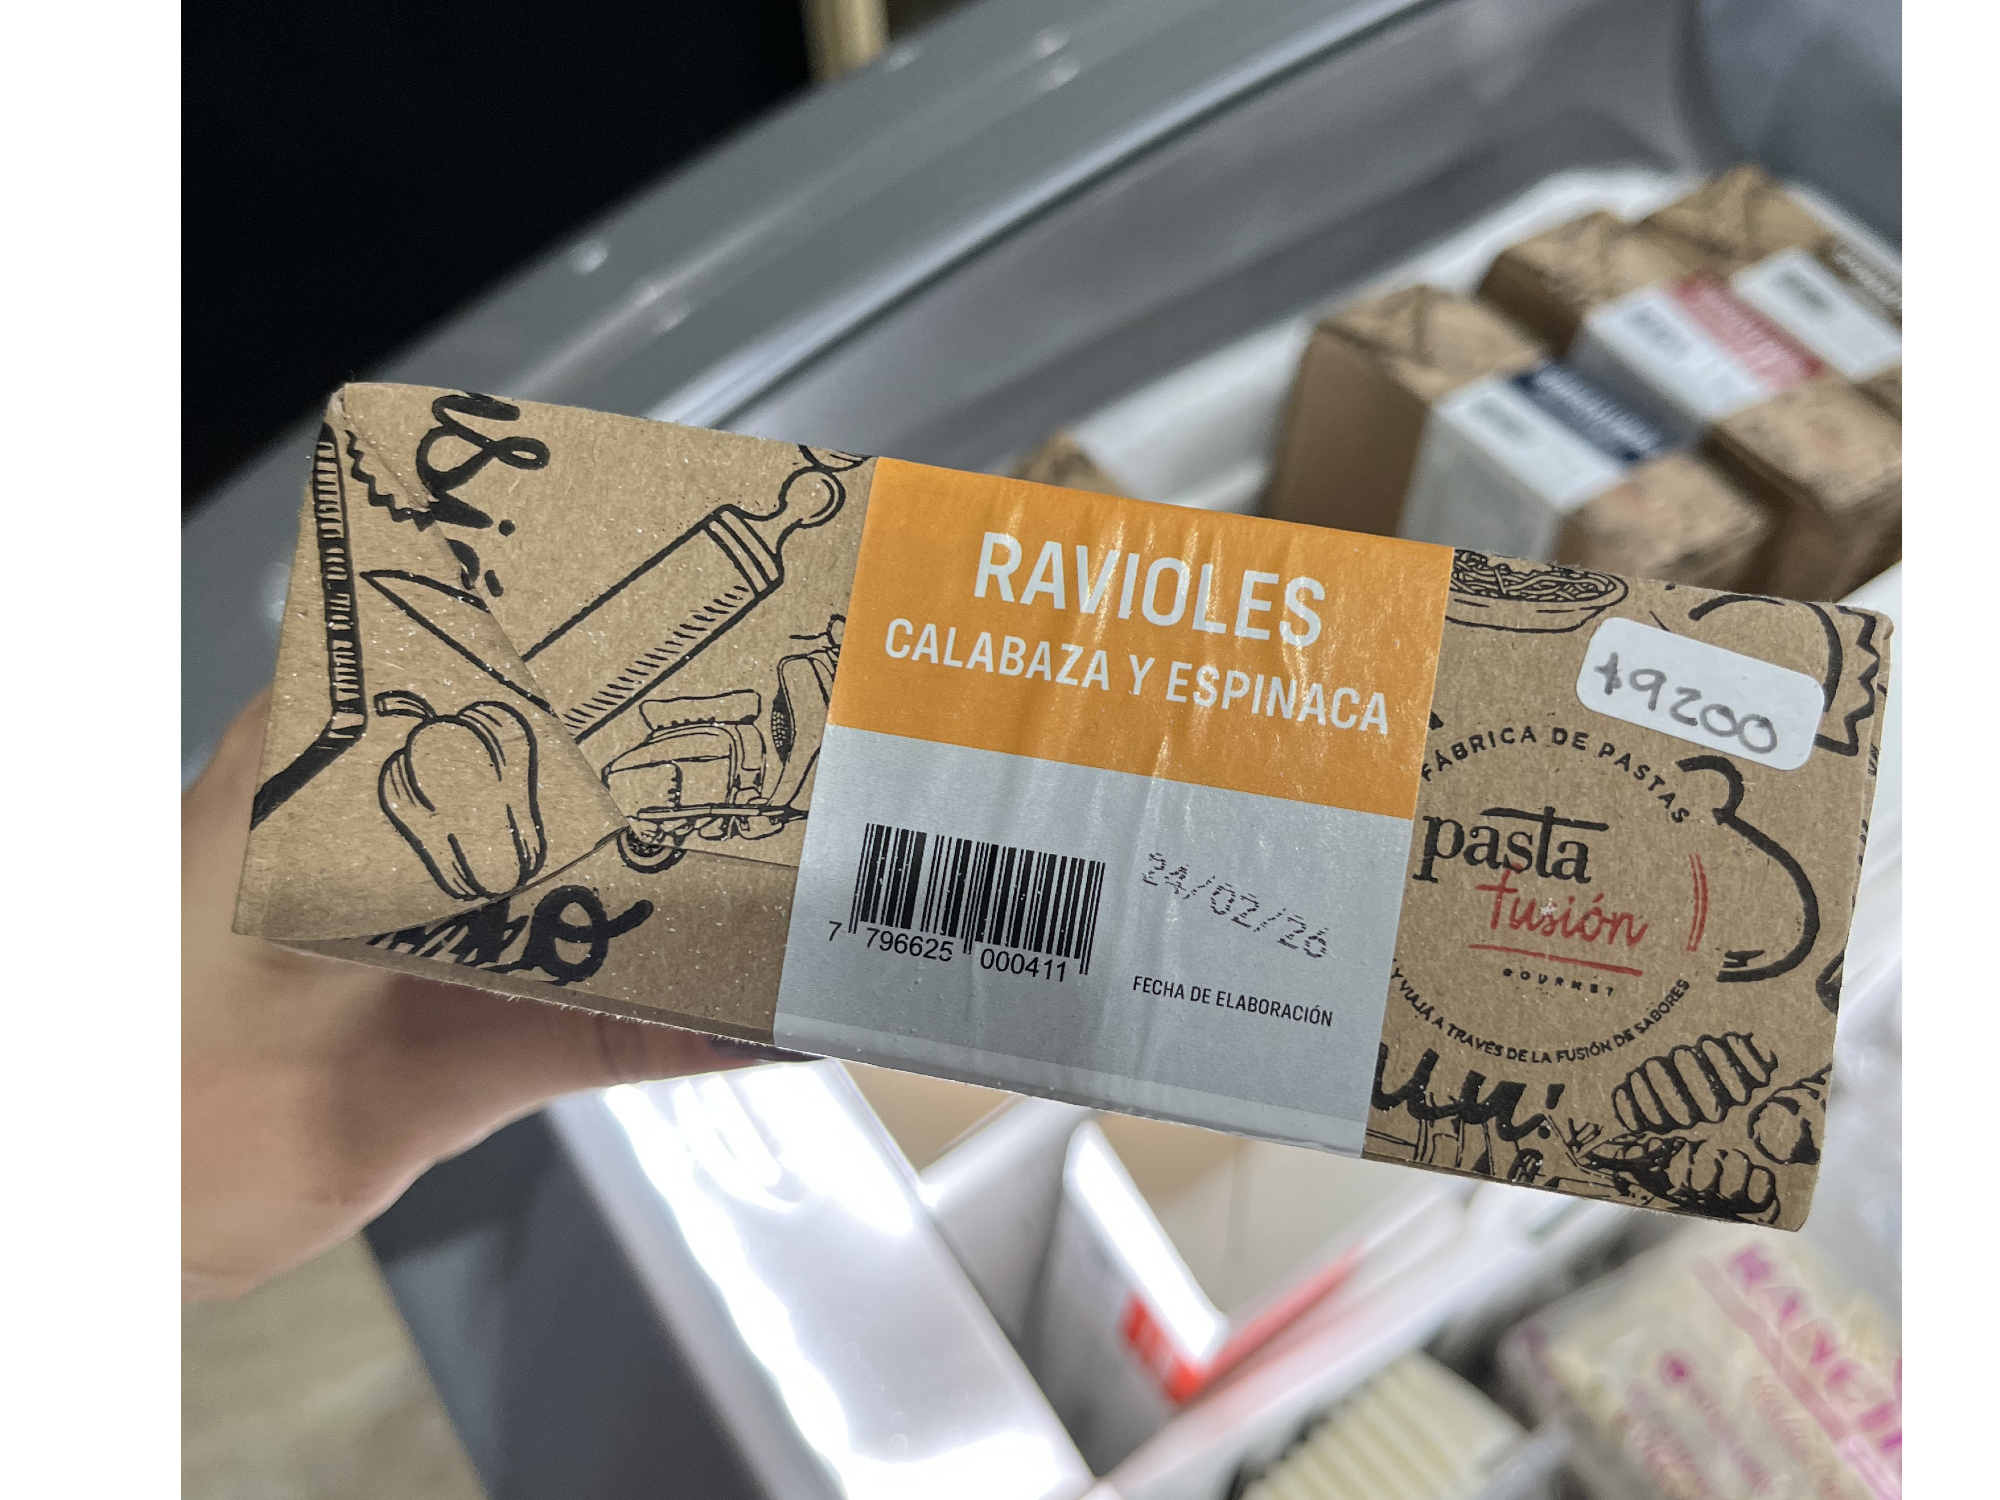 RAVIOLES
CALABAZA Y ESPINACA
7 796625 000411
24/02/26
FECHA DE ELABORACIÓN
$9200
FÁBRICA DE PASTAS
pasta
fusión
GOURMET
Y VIAJÁ A TRAVÉS DE LA FUSIÓN DE SABORES